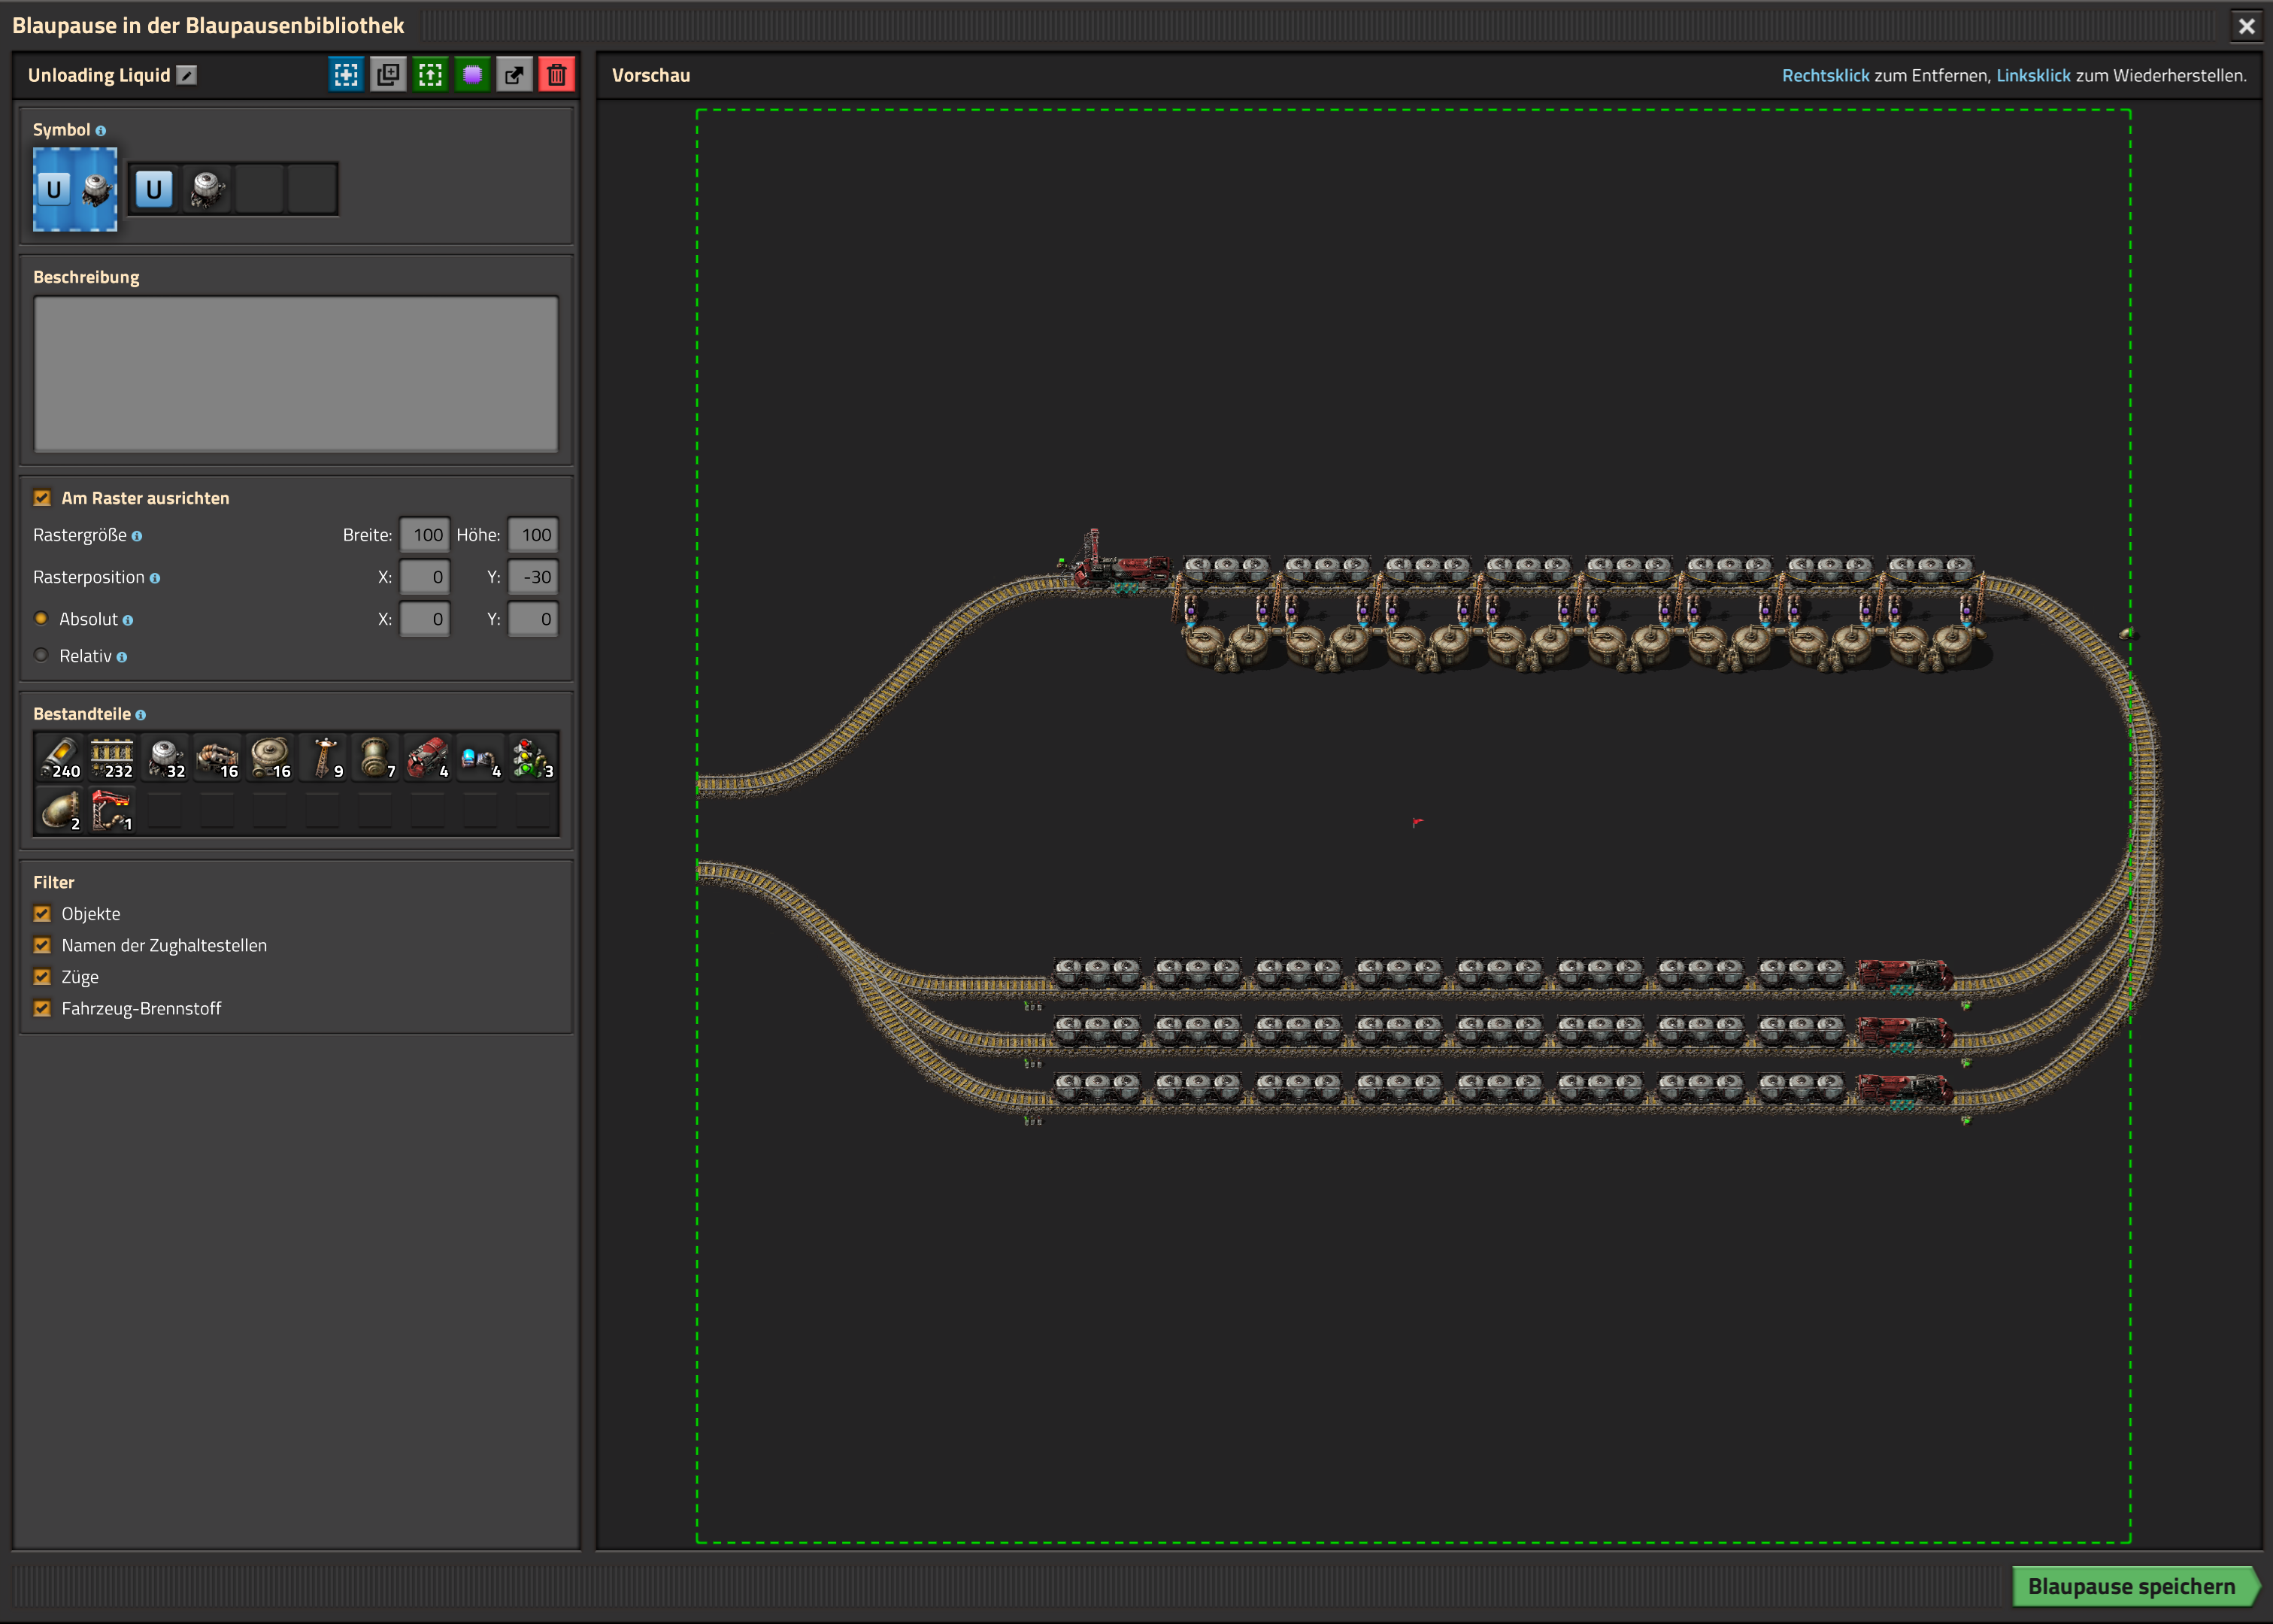 Blaupause in der Blaupausenbibliothek
Unloading Liquid
Symbol
U
U
Beschreibung
Am Raster ausrichten
Rastergröße Breite: 100 Höhe: 100
Rasterposition X: 0 Y: -30
Absolut X: 0 Y: 0
Relativ
Bestandteile
240 232 32 16 16 9 7 4 4 3
2 1
Filter
Objekte
Namen der Zughaltestellen
Züge
Fahrzeug-Brennstoff
Vorschau
Rechtsklick zum Entfernen, Linksklick zum Wiederherstellen.
Blaupause speichern